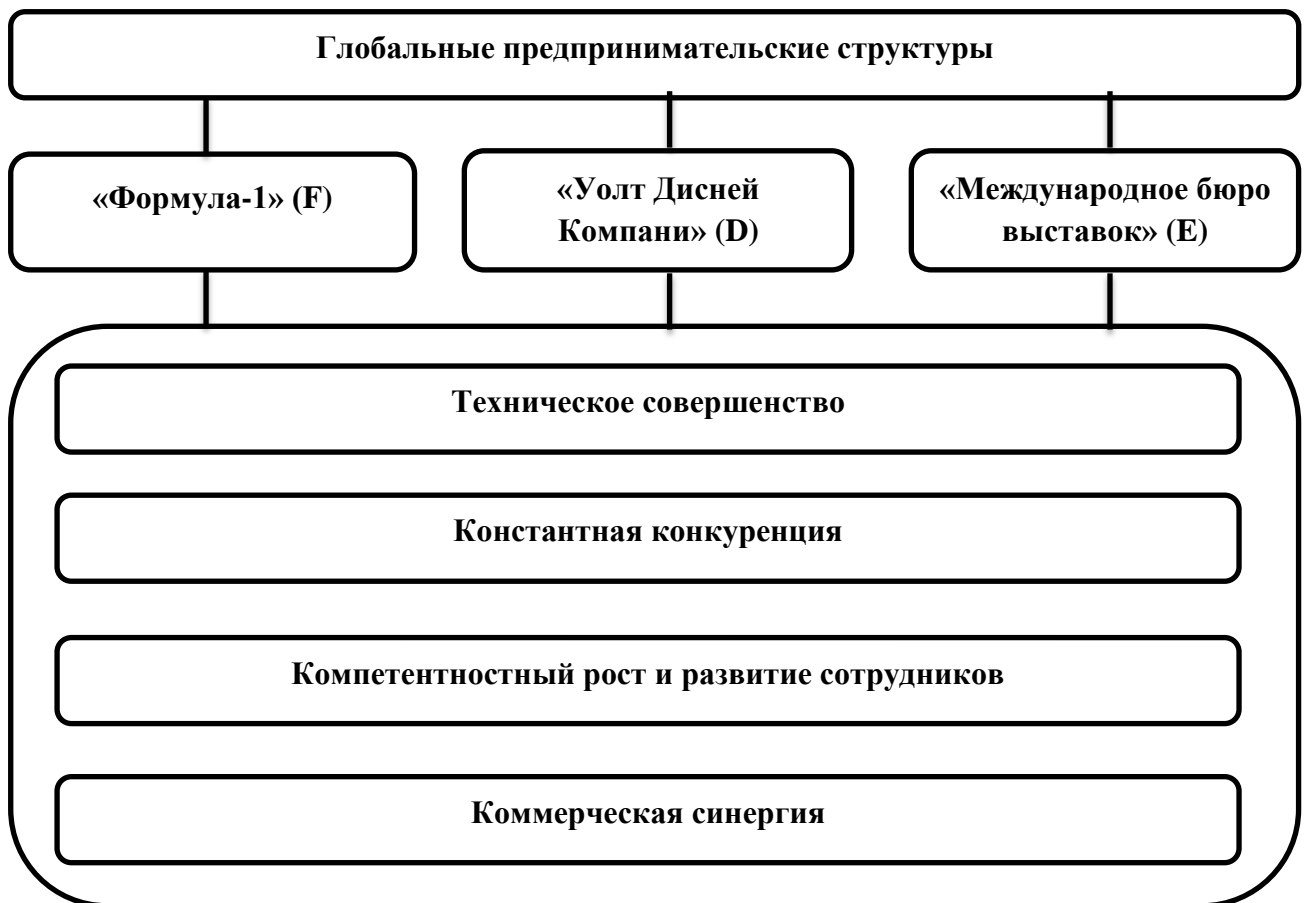 Глобальные предпринимательские структуры
«Формула-1» (F)
«Уолт Дисней
Компани» (D)
«Международное бюро
выставок» (E)
Техническое совершенство
Константная конкуренция
Компетентностный рост и развитие сотрудников
Коммерческая синергия